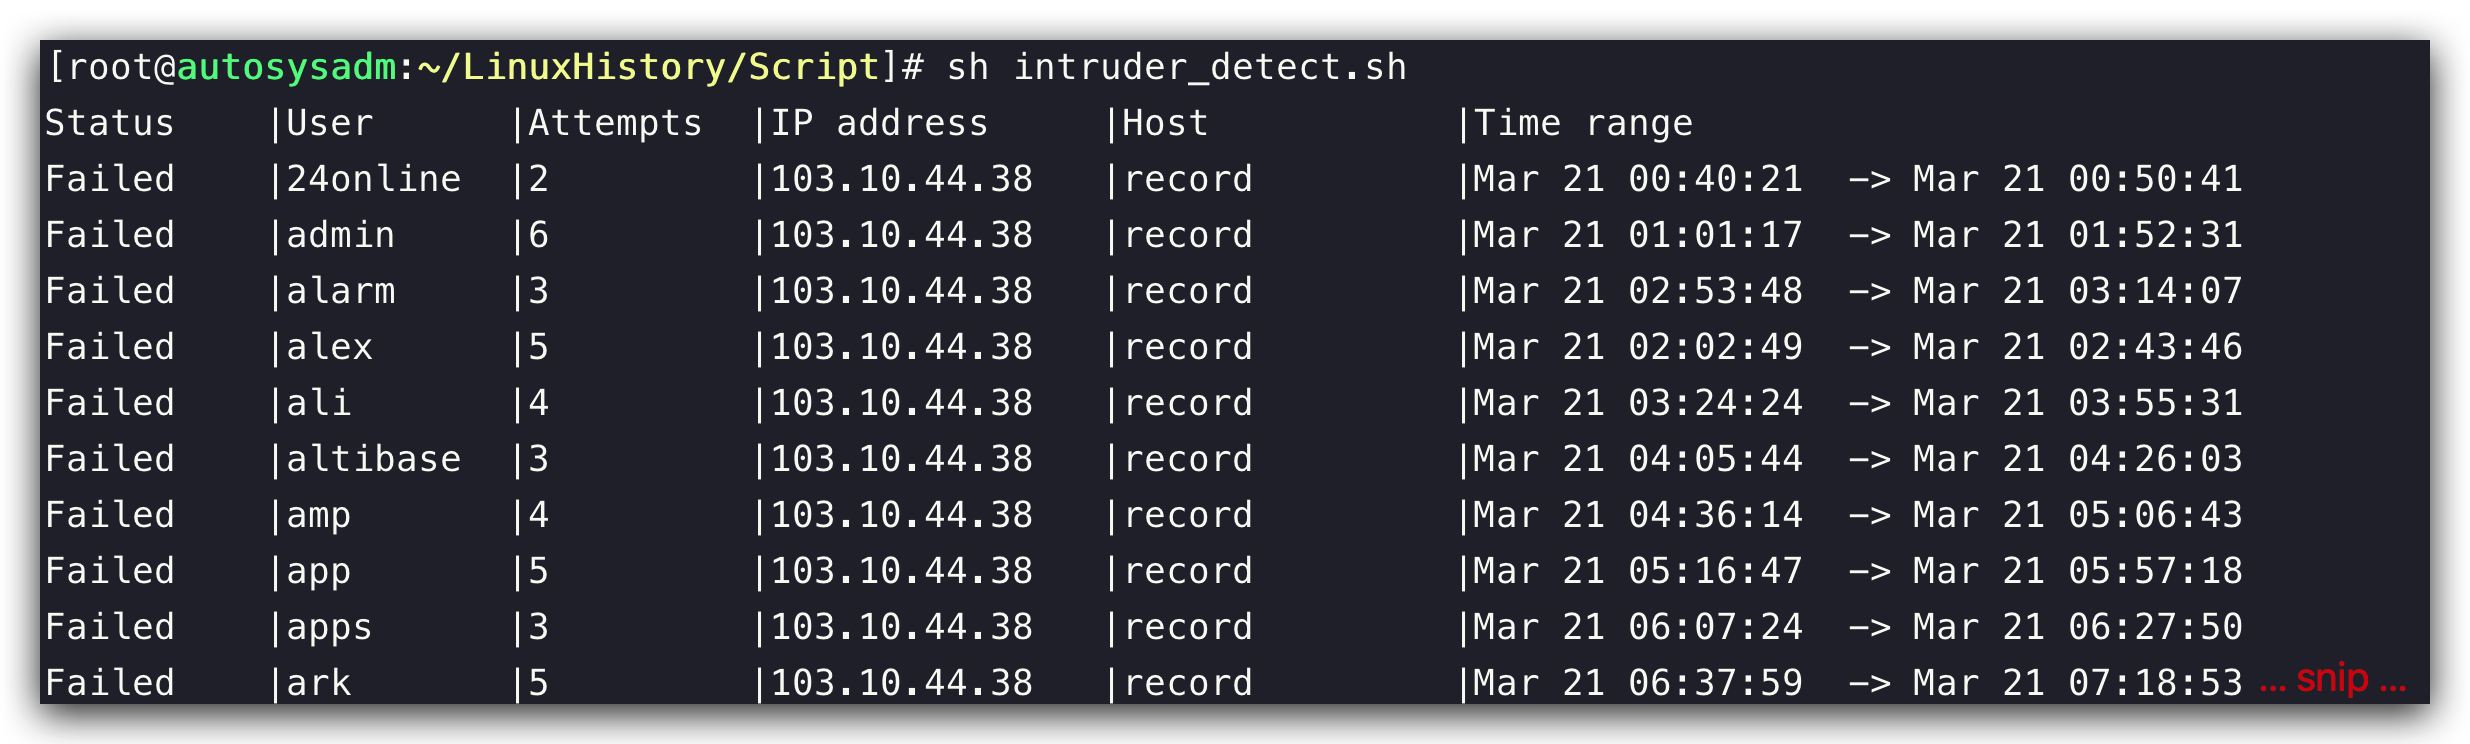 [root@autosysadm:~/LinuxHistory/Script]# sh intruder_detect.sh
Status |User |Attempts |IP address |Host |Time range
Failed |24online |2 |103.10.44.38 |record |Mar 21 00:40:21 -> Mar 21 00:50:41
Failed |admin |6 |103.10.44.38 |record |Mar 21 01:01:17 -> Mar 21 01:52:31
Failed |alarm |3 |103.10.44.38 |record |Mar 21 02:53:48 -> Mar 21 03:14:07
Failed |alex |5 |103.10.44.38 |record |Mar 21 02:02:49 -> Mar 21 02:43:46
Failed |ali |4 |103.10.44.38 |record |Mar 21 03:24:24 -> Mar 21 03:55:31
Failed |altibase |3 |103.10.44.38 |record |Mar 21 04:05:44 -> Mar 21 04:26:03
Failed |amp |4 |103.10.44.38 |record |Mar 21 04:36:14 -> Mar 21 05:06:43
Failed |app |5 |103.10.44.38 |record |Mar 21 05:16:47 -> Mar 21 05:57:18
Failed |apps |3 |103.10.44.38 |record |Mar 21 06:07:24 -> Mar 21 06:27:50
Failed |ark |5 |103.10.44.38 |record |Mar 21 06:37:59 -> Mar 21 07:18:53 ... snip ...